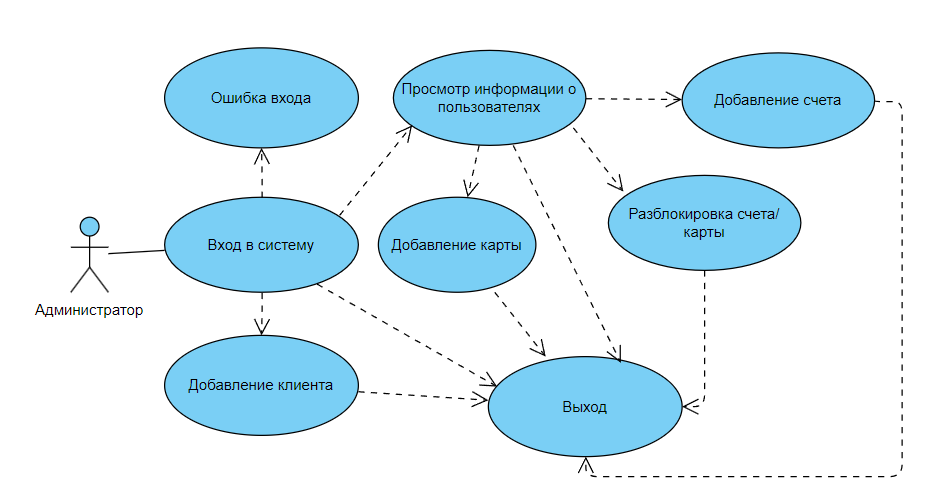 Ошибка входа
Просмотр информации о
пользователях
Добавление счета
Вход в систему
Добавление карты
Разблокировка счета/
карты
Администратор
Добавление клиента
Выход